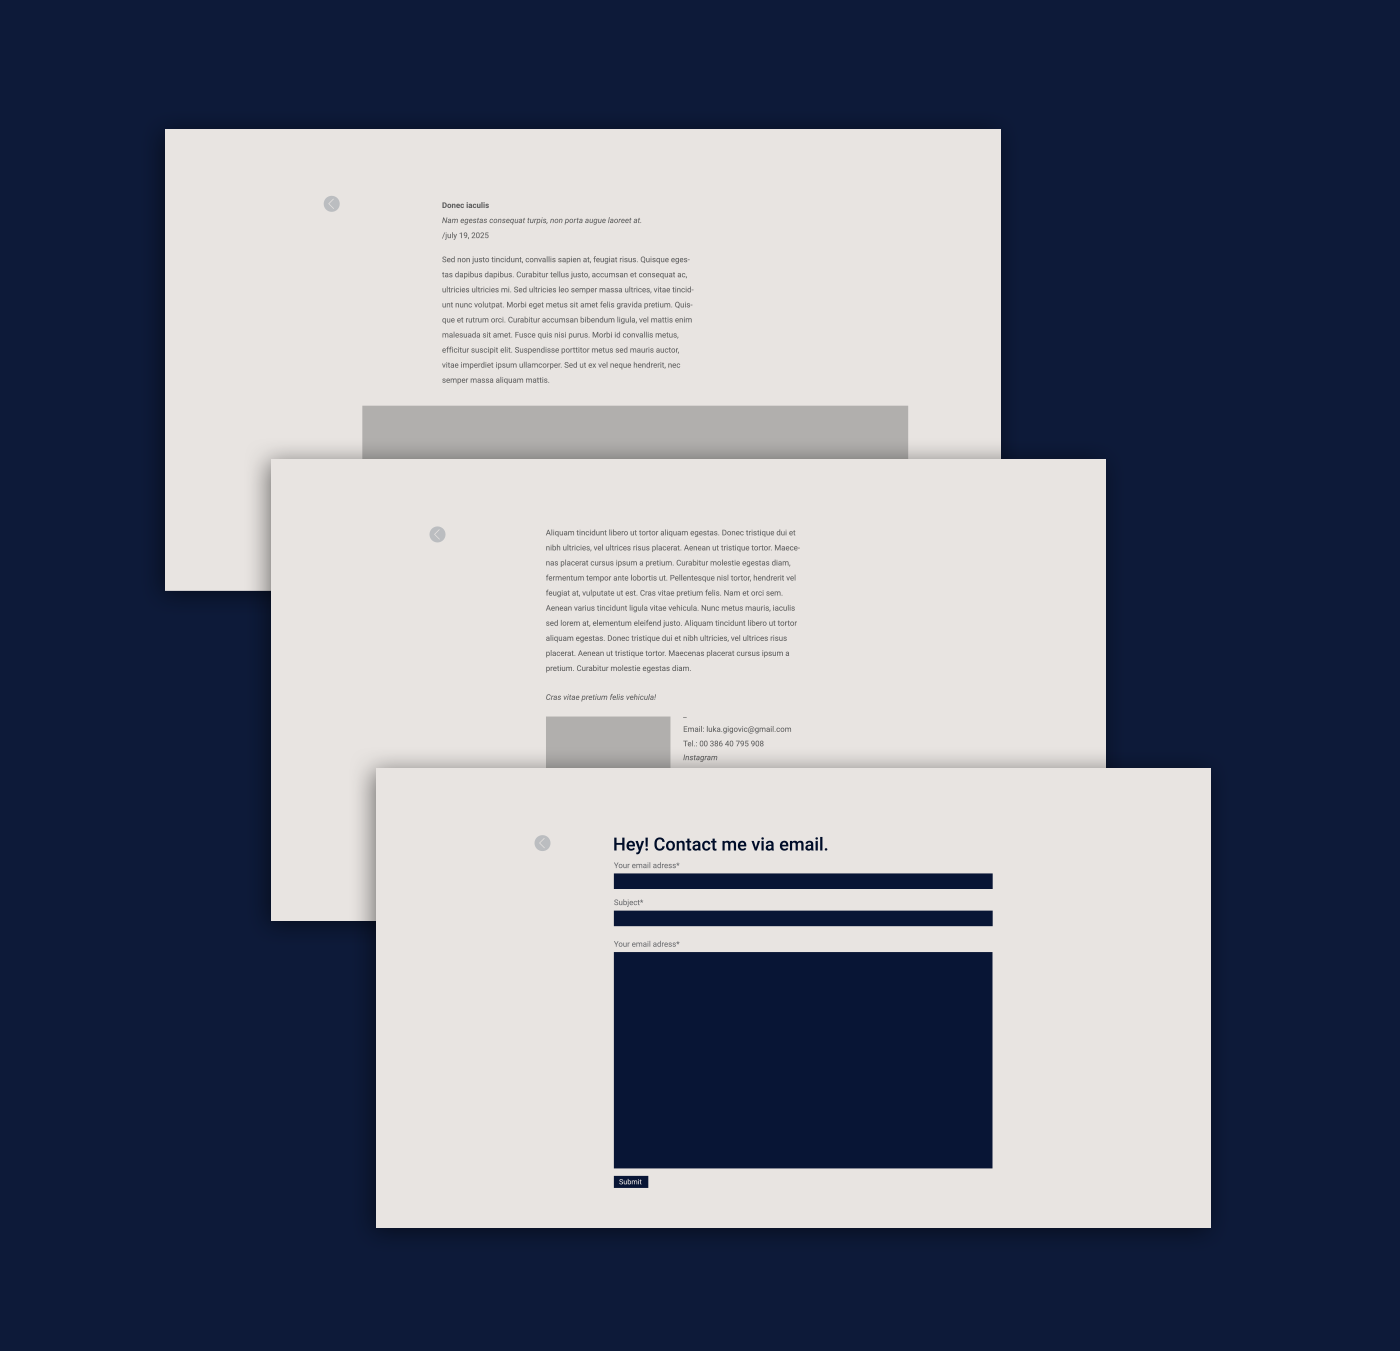 Donec iaculis
Nam egestas consequat turpis, non porta augue laoreet at.
/july 19, 2025
Sed non justo tincidunt, convallis sapien at, feugiat risus. Quisque eges-
tas dapibus dapibus. Curabitur tellus justo, accumsan et consequat ac,
ultricies ultricies mi. Sed ultricies leo semper massa ultrices, vitae tincid-
unt nunc volutpat. Morbi eget metus sit amet felis gravida pretium. Quis-
que et rutrum orci. Curabitur accumsan bibendum ligula, vel mattis enim
malesuada sit amet. Fusce quis nisi purus. Morbi id convallis metus,
efficitur suscipit elit. Suspendisse porttitor metus sed mauris auctor,
vitae imperdiet ipsum ullamcorper. Sed ut ex vel neque hendrerit, nec
semper massa aliquam mattis.
Aliquam tincidunt libero ut tortor aliquam egestas. Donec tristique dui et
nibh ultricies, vel ultrices risus placerat. Aenean ut tristique tortor. Maece-
nas placerat cursus ipsum a pretium. Curabitur molestie egestas diam,
fermentum tempor ante lobortis ut. Pellentesque nisl tortor, hendrerit vel
feugiat at, vulputate ut est. Cras vitae pretium felis. Nam et orci sem.
Aenean varius tincidunt ligula vitae vehicula. Nunc metus mauris, iaculis
sed lorem at, elementum eleifend justo. Aliquam tincidunt libero ut tortor
aliquam egestas. Donec tristique dui et nibh ultricies, vel ultrices risus
placerat. Aenean ut tristique tortor. Maecenas placerat cursus ipsum a
pretium. Curabitur molestie egestas diam.
Cras vitae pretium felis vehicula!
–
Email: luka.gigovic@gmail.com
Tel.: 00 386 40 795 908
Instagram
Hey! Contact me via email.
Your email adress*
Subject*
Your email adress*
Submit